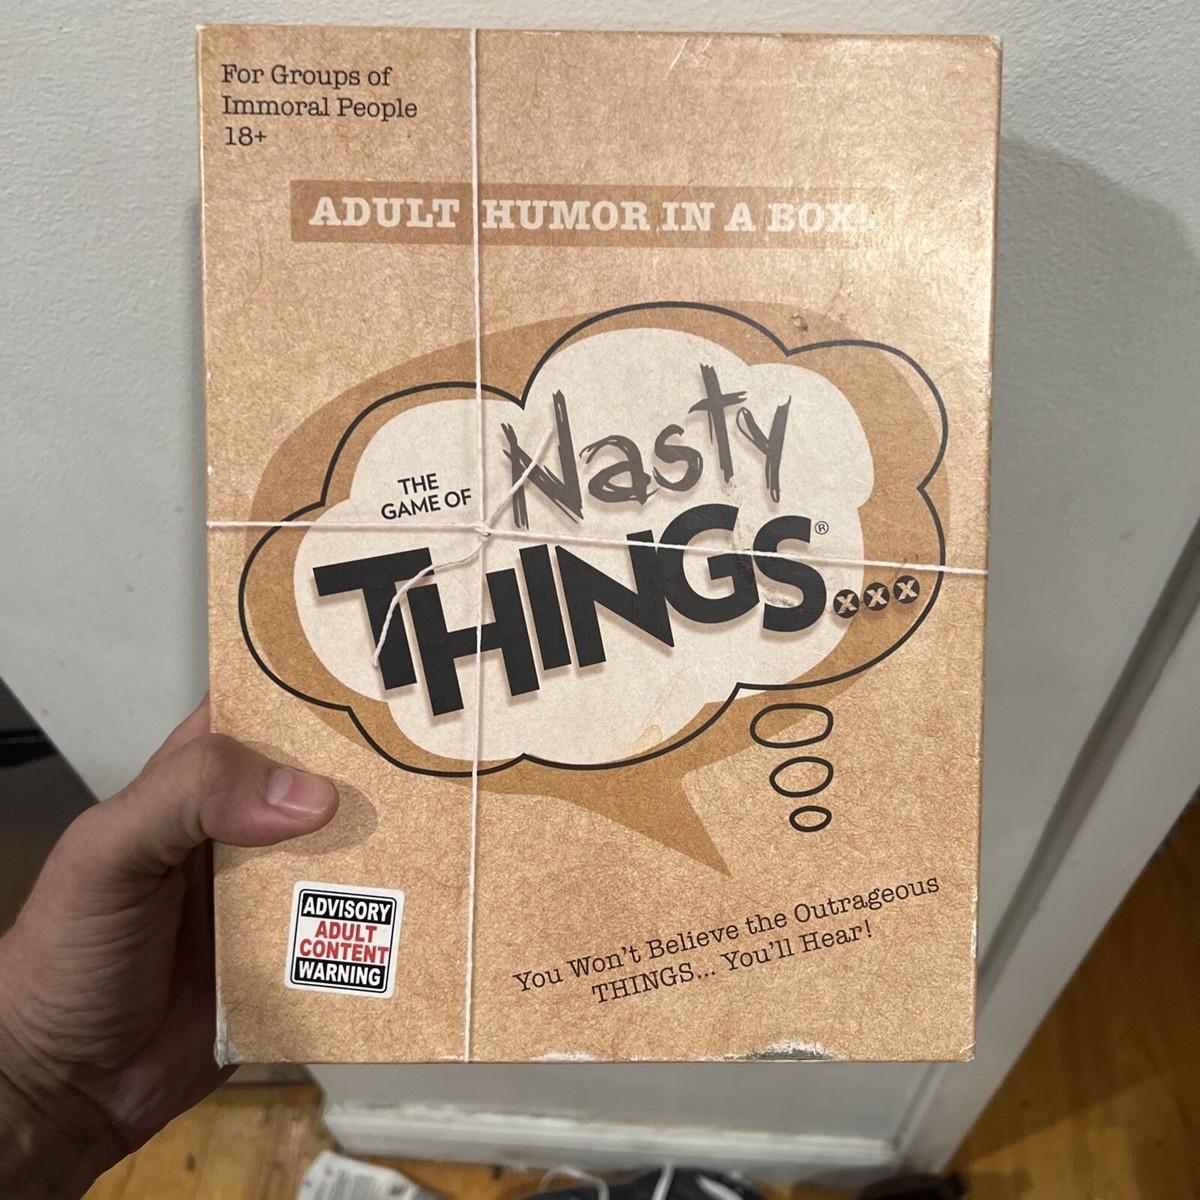 For Groups of
Immoral People
18+
ADULT HUMOR IN A BOX!
THE
GAME OF
Nasty
THINGS®...
xxx
ADVISORY
ADULT
CONTENT
WARNING
You Won't Believe the Outrageous
THINGS... You'll Hear!